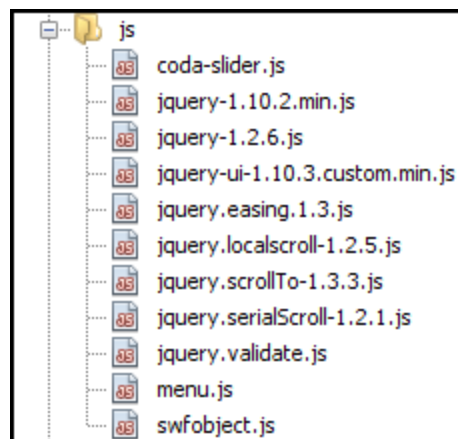 js
coda-slider.js
jquery-1.10.2.min.js
jquery-1.2.6.js
jquery-ui-1.10.3.custom.min.js
jquery.easing.1.3.js
jquery.localscroll-1.2.5.js
jquery.scrollTo-1.3.3.js
jquery.serialScroll-1.2.1.js
jquery.validate.js
menu.js
swfobject.js